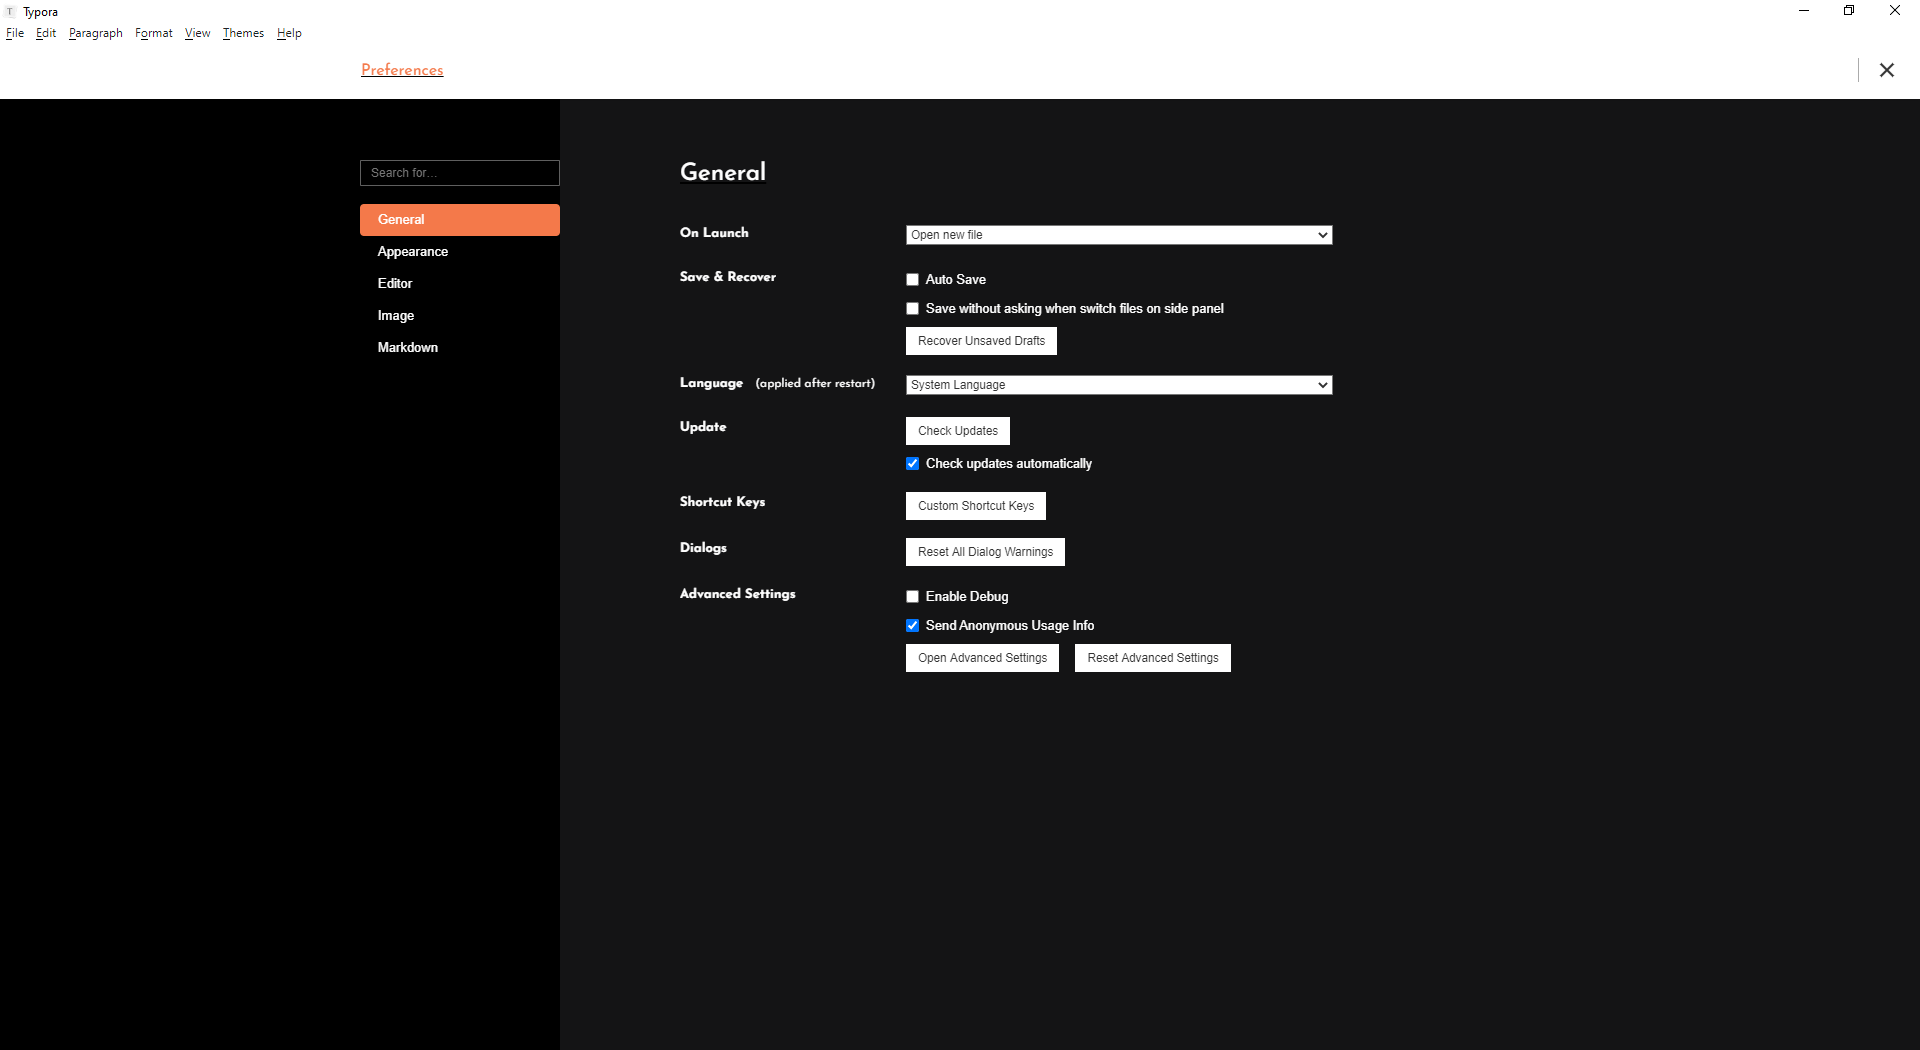 T Typora
File Edit Paragraph Format View Themes Help
Preferences
Search for...
General
Appearance
Editor
Image
Markdown
General
On Launch
Open new file
Save & Recover
Auto Save
Save without asking when switch files on side panel
Recover Unsaved Drafts
Language (applied after restart)
System Language
Update
Check Updates
Check updates automatically
Shortcut Keys
Custom Shortcut Keys
Dialogs
Reset All Dialog Warnings
Advanced Settings
Enable Debug
Send Anonymous Usage Info
Open Advanced Settings Reset Advanced Settings